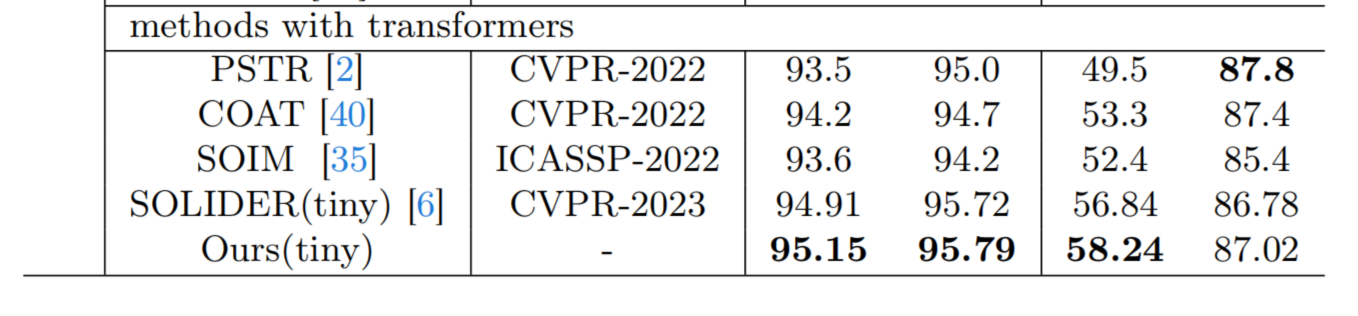 methods with transformers
PSTR [2] CVPR-2022 93.5 95.0 49.5 87.8
COAT [40] CVPR-2022 94.2 94.7 53.3 87.4
SOIM [35] ICASSP-2022 93.6 94.2 52.4 85.4
SOLIDER(tiny) [6] CVPR-2023 94.91 95.72 56.84 86.78
Ours(tiny) - 95.15 95.79 58.24 87.02